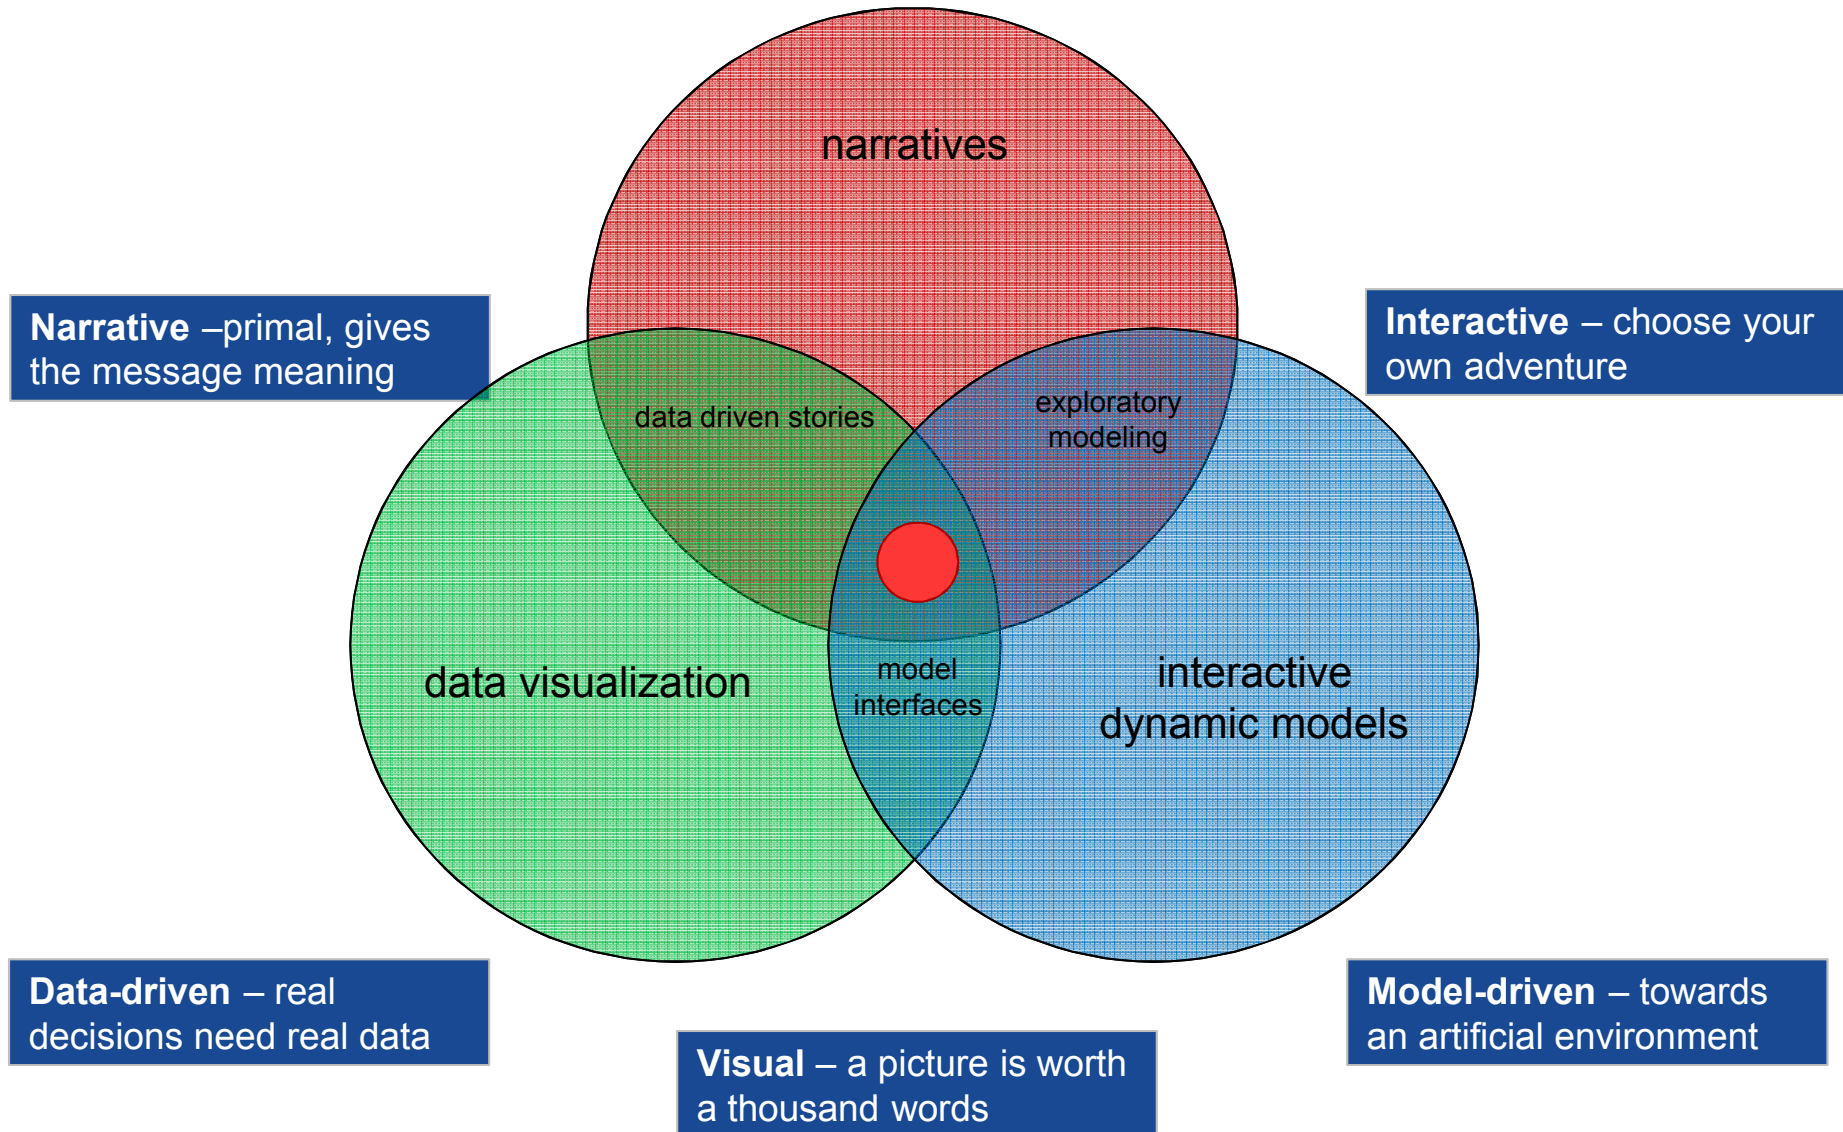 narratives
Narrative –primal, gives
the message meaning
Interactive – choose your
own adventure
data driven stories
exploratory
modeling
data visualization
model
interfaces
interactive
dynamic models
Data-driven – real
decisions need real data
Model-driven – towards
an artificial environment
Visual – a picture is worth
a thousand words